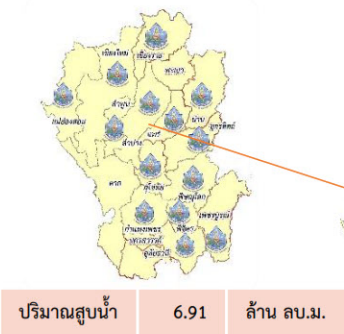 เชียงใหม่
เชียงราย
พะเยา
แม่ฮ่องสอน
ลำพูน
น่าน
อุตรดิตถ์
แพร่
ลำปาง
ตาก
สุโขทัย
พิษณุโลก
เพชรบูรณ์
กำแพงเพชร
พิจิตร
นครสวรรค์
อุทัยธานี
ปริมาณสูบน้ำ 6.91 ล้าน ลบ.ม.